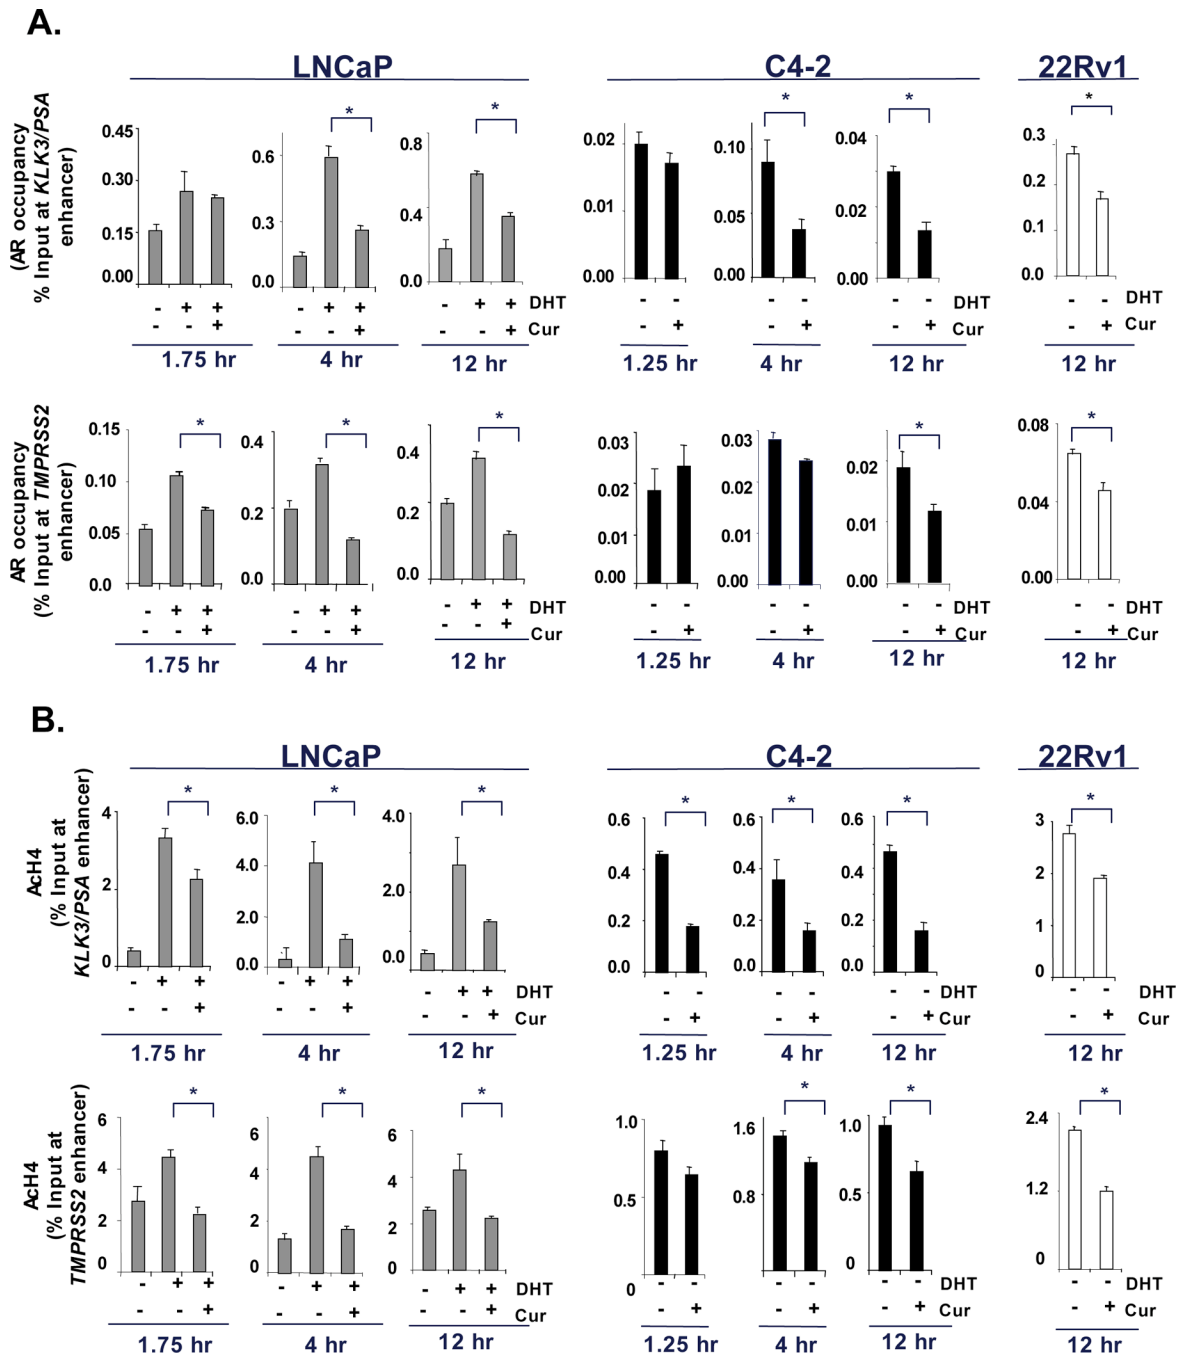 A.
LNCaP C4-2 22Rv1
(AR occupancy
% Input at KLK3/PSA
enhancer)
* * * * *
0.45 0.6 0.8 0.02 0.10 0.04 0.3
0.30 0.3 0.4 0.01 0.05 0.02 0.2
0.15 0.0 0.0 0.00 0.00 0.00 0.1
0.00 0.0
- + + - + + - + + DHT - - - - - - DHT - - DHT
- - + - - + - - + Cur - + - + - + Cur - + Cur
1.75 hr 4 hr 12 hr 1.25 hr 4 hr 12 hr 12 hr
AR occupancy
(% Input at TMPRSS2
enhancer)
* * * * *
0.15 0.4 0.4 0.03 0.03 0.02 0.08
0.10 0.2 0.2 0.02 0.02 0.01 0.04
0.05 0.0 0.0 0.01 0.01 0.00 0.00
0.0 0.00 0.00
- + + - + + - + + DHT - - - - - - DHT - - DHT
- - + - - + - - + Cur - + - + - + Cur - + Cur
1.75 hr 4 hr 12 hr 1.25 hr 4 hr 12 hr 12 hr
B.
LNCaP C4-2 22Rv1
AcH4
(% Input at
KLK3/PSA enhancer)
* * * * * * *
4 6.0 4.0 0.6 0.6 0.6 3
2 4.0 2.0 0.4 0.4 0.4 2
0 2.0 0.0 0.2 0.2 0.2 1
0.0 0.0 0.0 0.0 0
- + + - + + - + + DHT - - - - - - DHT - - DHT
- - + - - + - - + Cur - + - + - + Cur - + Cur
1.75 hr 4 hr 12 hr 1.25 hr 4 hr 12 hr 12 hr
AcH4
(% Input at
TMPRSS2 enhancer)
* * * * * *
6 6 6 1.0 1.6 1.0 2.4
4 4 4 0.5 0.8 0.5 1.2
2 2 2 0 0 0
0 0 0
- + + - + + - + + DHT - - - - - - DHT - - DHT
- - + - - + - - + Cur - + - + - + Cur - + Cur
1.75 hr 4 hr 12 hr 1.25 hr 4 hr 12 hr 12 hr